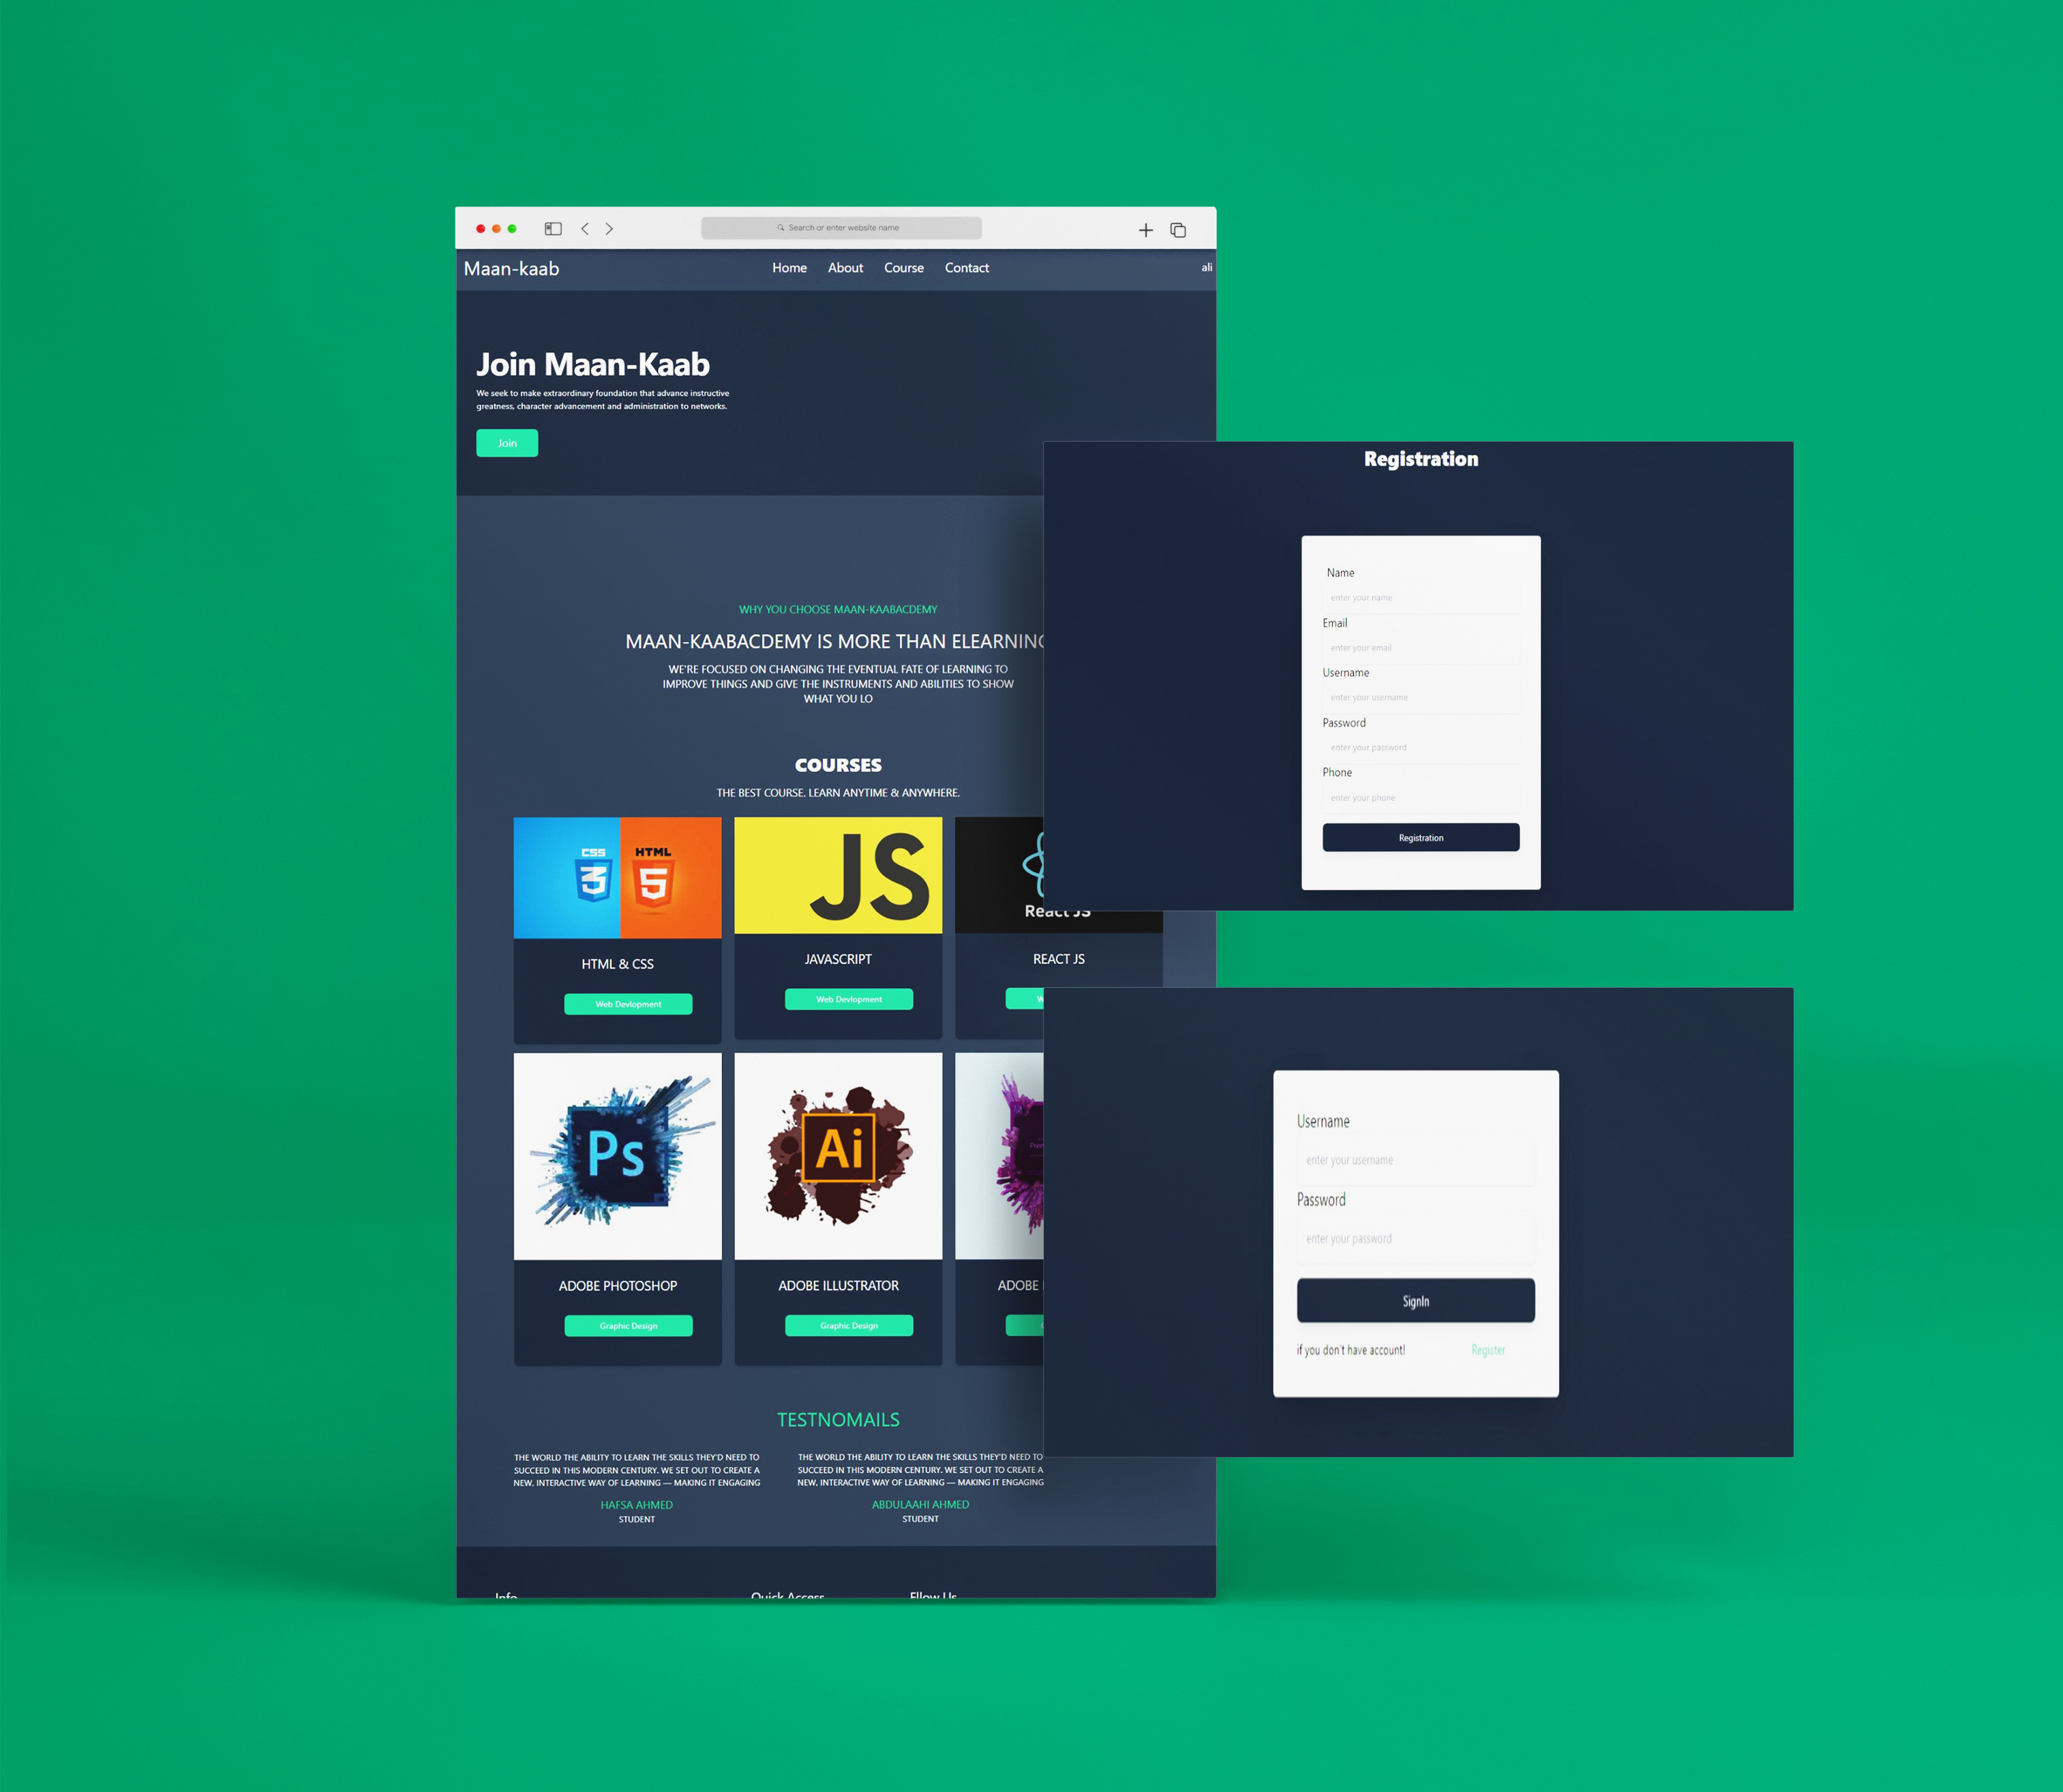 Search or enter website name
Maan-kaab
Home About Course Contact
ali
Join Maan-Kaab
We seek to make extraordinary foundation that advance instructive
greatness, character advancement and administration to networks.
Join
WHY YOU CHOOSE MAAN-KAABACDEMY
MAAN-KAABACDEMY IS MORE THAN ELEARNING
WE'RE FOCUSED ON CHANGING THE EVENTUAL FATE OF LEARNING TO
IMPROVE THINGS AND GIVE THE INSTRUMENTS AND ABILITIES TO SHOW
WHAT YOU LO
COURSES
THE BEST COURSE. LEARN ANYTIME & ANYWHERE.
CSS
3
HTML
5
HTML & CSS
Web Devlopment
JS
JAVASCRIPT
Web Devlopment
React JS
REACT JS
Ps
ADOBE PHOTOSHOP
Graphic Design
Ai
ADOBE ILLUSTRATOR
Graphic Design
ADOBE
TESTNOMAILS
THE WORLD THE ABILITY TO LEARN THE SKILLS THEY'D NEED TO
SUCCEED IN THIS MODERN CENTURY. WE SET OUT TO CREATE A
NEW, INTERACTIVE WAY OF LEARNING — MAKING IT ENGAGING
HAFSA AHMED
STUDENT
THE WORLD THE ABILITY TO LEARN THE SKILLS THEY'D NEED TO
SUCCEED IN THIS MODERN CENTURY. WE SET OUT TO CREATE A
NEW, INTERACTIVE WAY OF LEARNING — MAKING IT ENGAGING
ABDULAAHI AHMED
STUDENT
Info
Quick Access
Fllow Us
Registration
Name
enter your name
Email
enter your email
Username
enter your username
Password
enter your password
Phone
enter your phone
Registration
Username
enter your username
Password
enter your password
SignIn
if you don't have account! Register